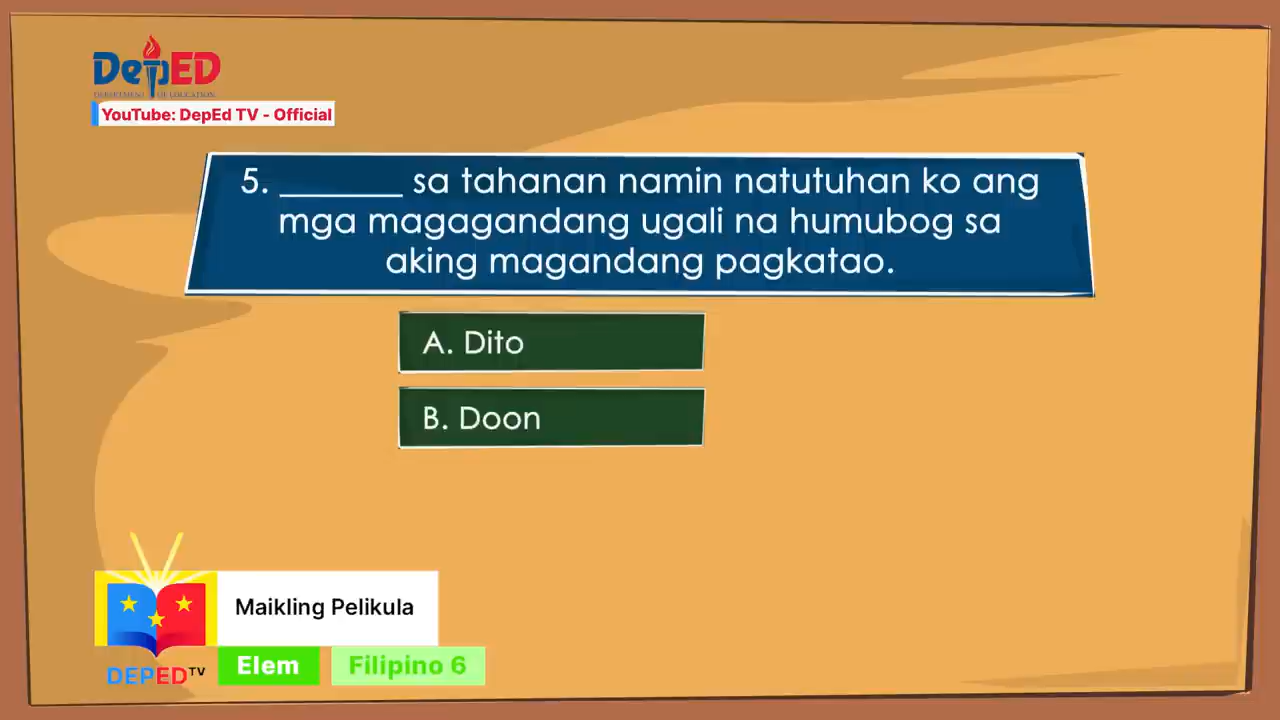 DepED
DEPARTMENT OF EDUCATION
YouTube: DepEd TV - Official
5. _______ sa tahanan namin natutuhan ko ang
mga magagandang ugali na humubog sa
aking magandang pagkatao.
A. Dito
B. Doon
Maikling Pelikula
DEPED TV
Elem
Filipino 6